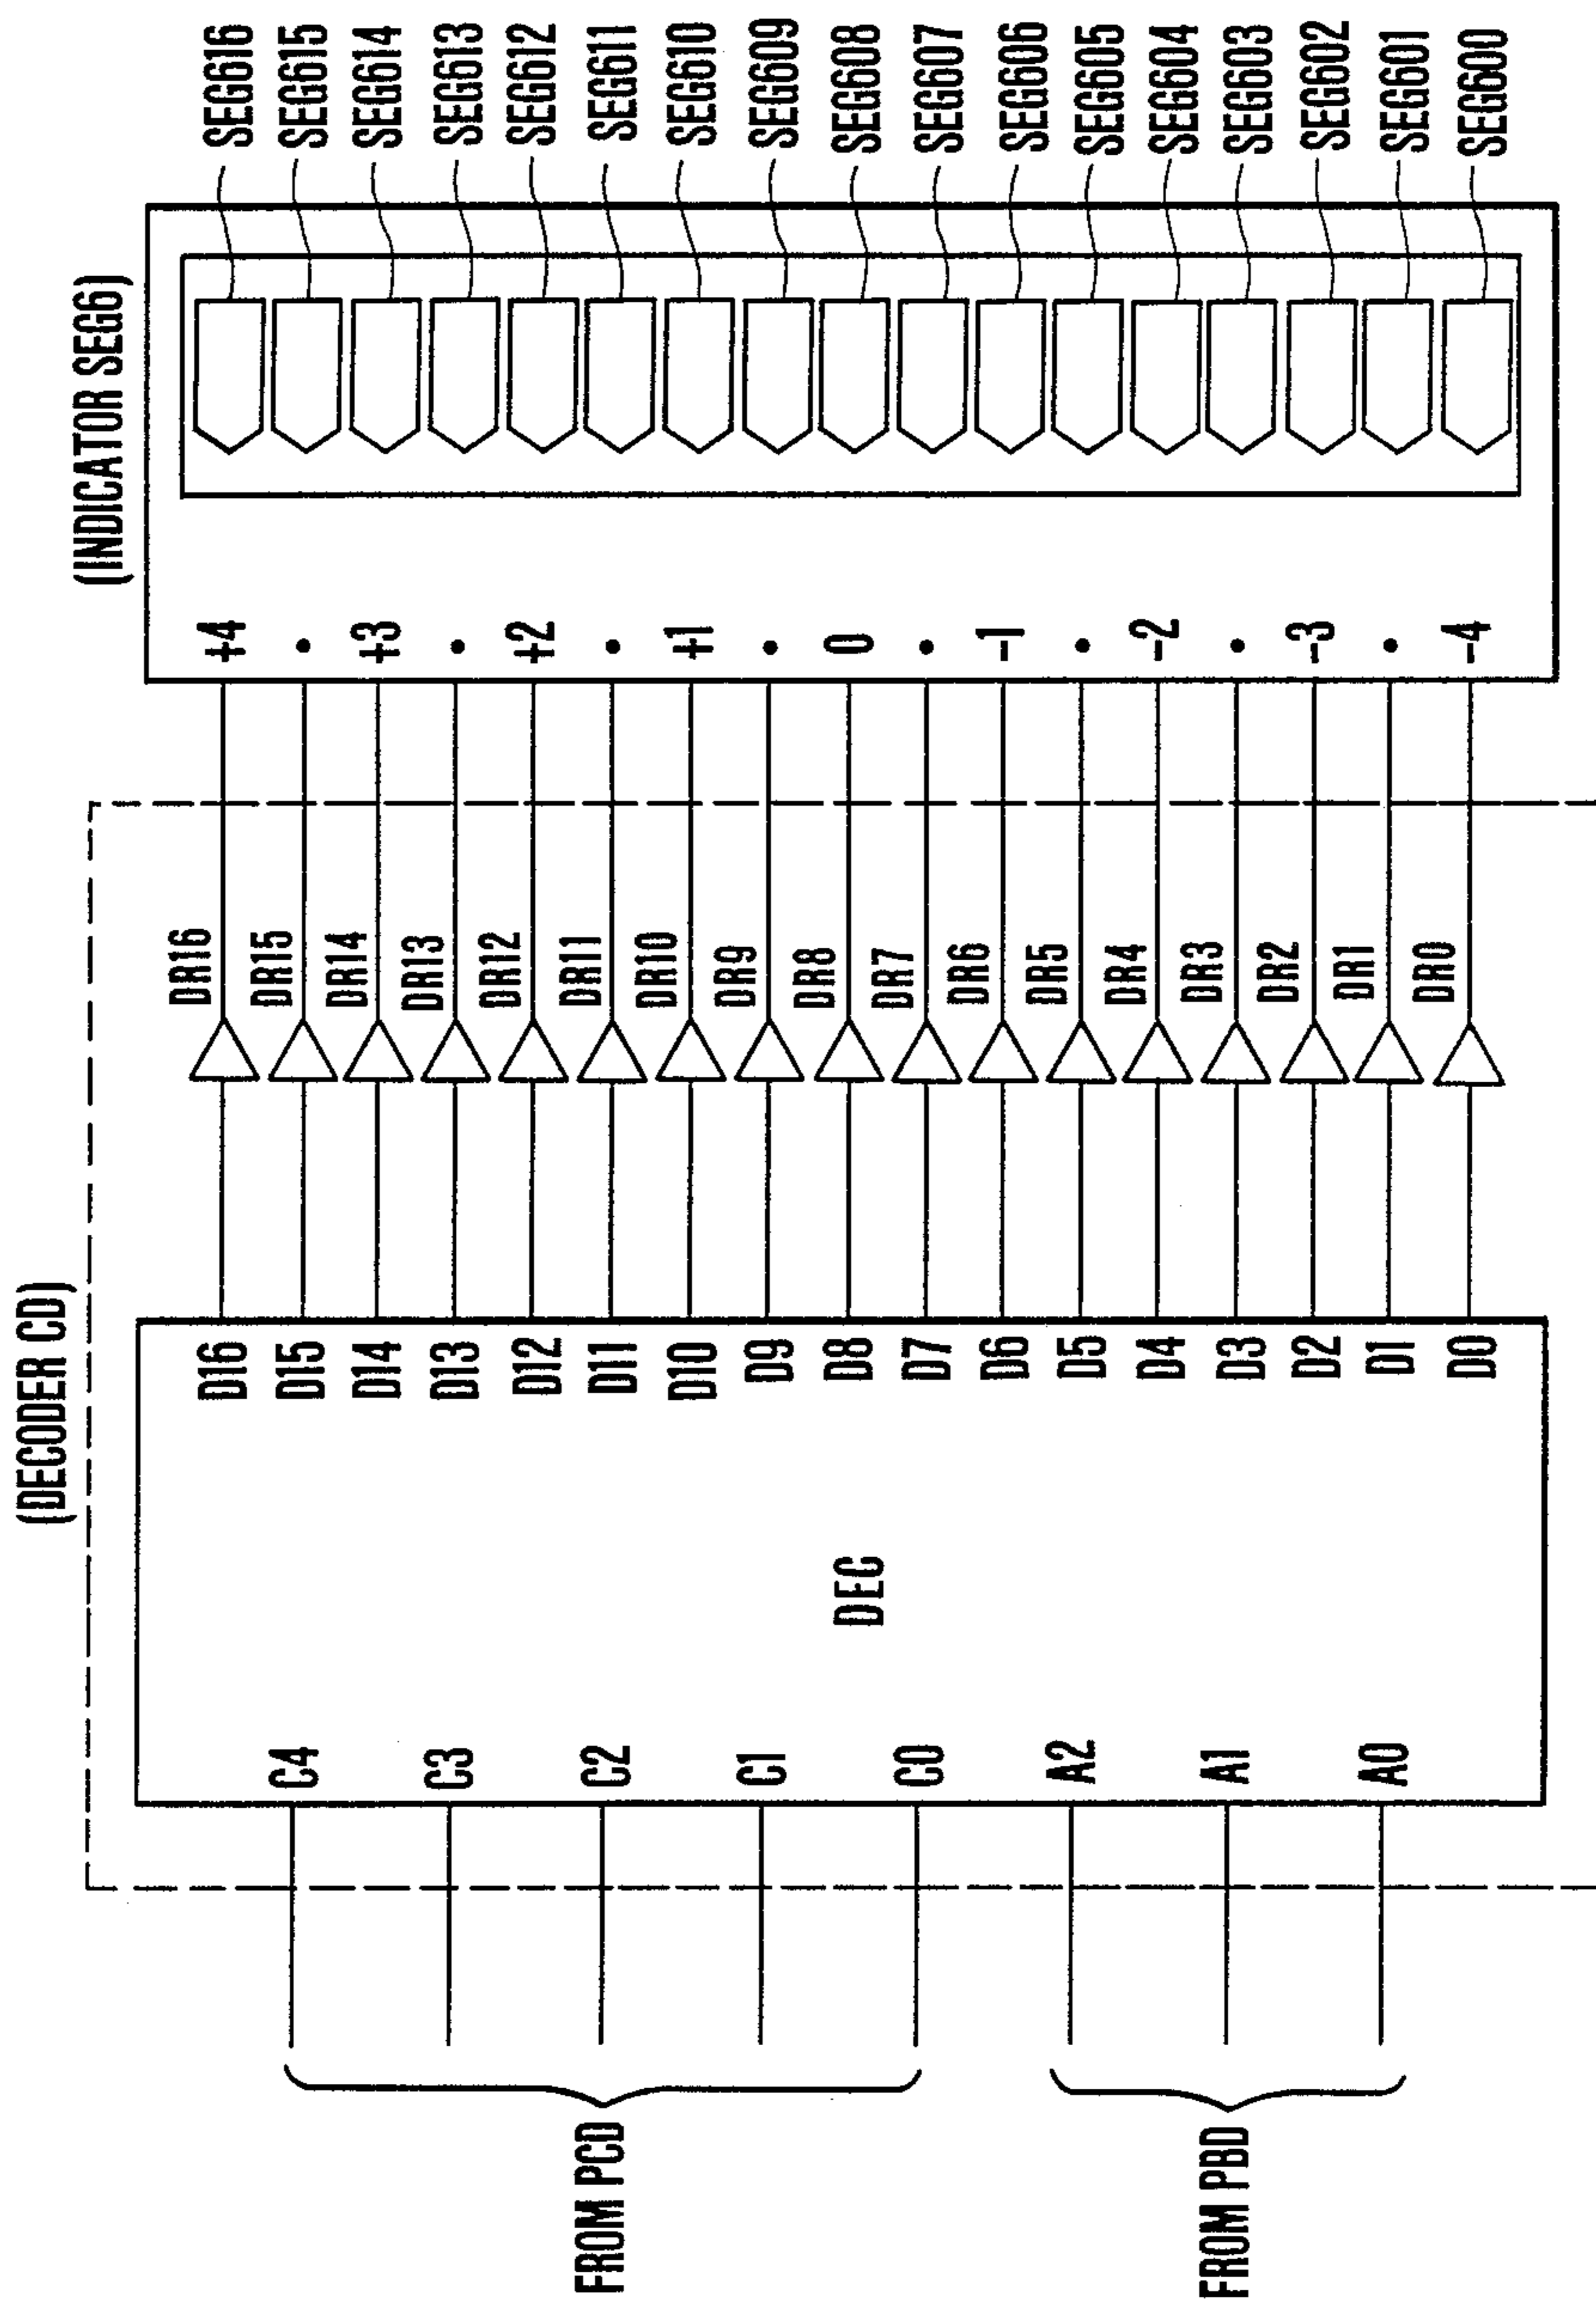 (DECODER CD)
(INDICATOR SEG6)
FROM PCD
FROM PBD
C4
C3
C2
C1
C0
A2
A1
A0
DEC
D16
D15
D14
D13
D12
D11
D10
D9
D8
D7
D6
D5
D4
D3
D2
D1
D0
DR16
DR15
DR14
DR13
DR12
DR11
DR10
DR9
DR8
DR7
DR6
DR5
DR4
DR3
DR2
DR1
DR0
+4
•
+3
•
+2
•
+1
•
0
•
-1
•
-2
•
-3
•
-4
SEG616
SEG615
SEG614
SEG613
SEG612
SEG611
SEG610
SEG609
SEG608
SEG607
SEG606
SEG605
SEG604
SEG603
SEG602
SEG601
SEG600